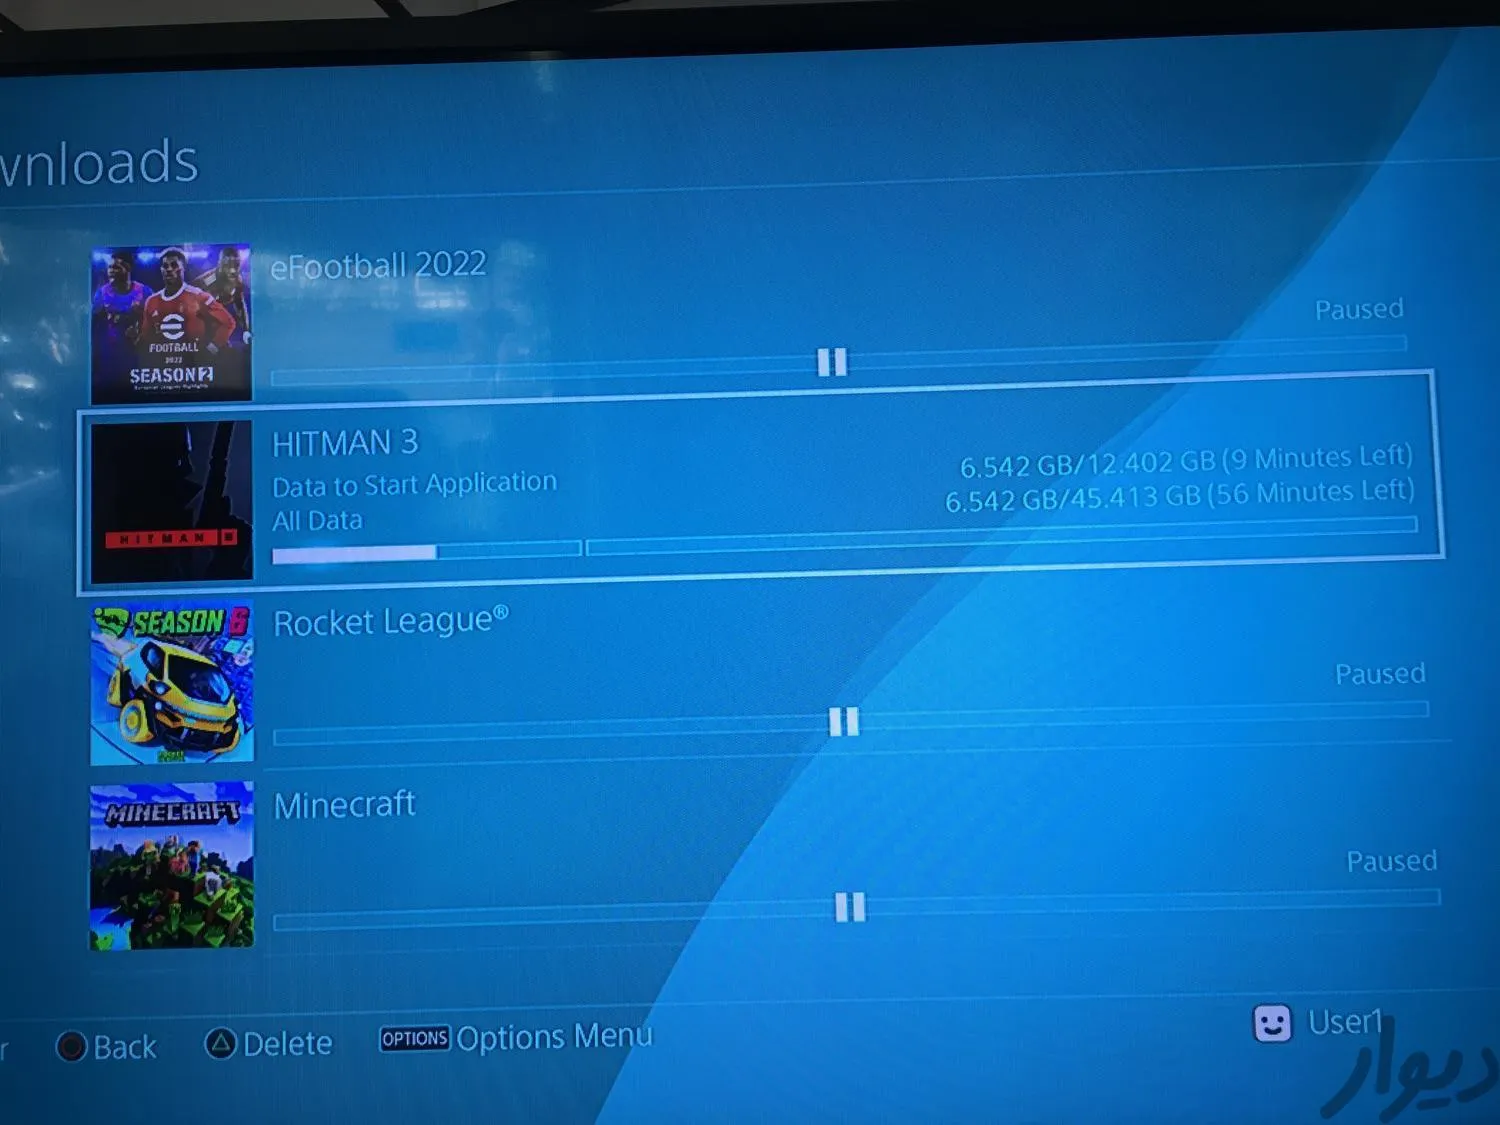 wnloads
eFootball 2022
FOOTBALL
2022
SEASON 2
Paused
HITMAN 3
Data to Start Application
All Data
6.542 GB/12.402 GB (9 Minutes Left)
6.542 GB/45.413 GB (56 Minutes Left)
HITMAN
SEASON 6
Rocket League®
Paused
MINECRAFT
Minecraft
Paused
r
Back
Delete
OPTIONS Options Menu
User1
دیوار